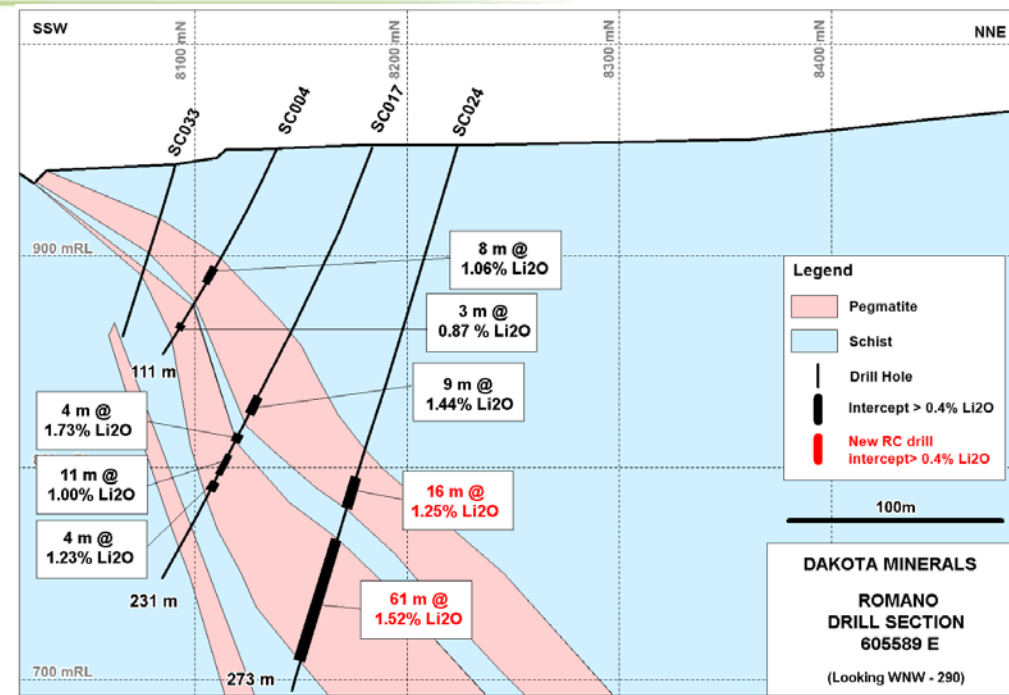 SSW
NNE
8100 mN
8200 mN
8300 mN
8400 mN
SC033
SC004
SC017
SC024
900 mRL
8 m @
1.06% Li2O
3 m @
0.87 % Li2O
111 m
9 m @
1.44% Li2O
4 m @
1.73% Li2O
11 m @
1.00% Li2O
4 m @
1.23% Li2O
231 m
16 m @
1.25% Li2O
61 m @
1.52% Li2O
273 m
700 mRL
Legend
Pegmatite
Schist
Drill Hole
Intercept > 0.4% Li2O
New RC drill
intercept> 0.4% Li2O
100m
DAKOTA MINERALS
ROMANO
DRILL SECTION
605589 E
(Looking WNW - 290)